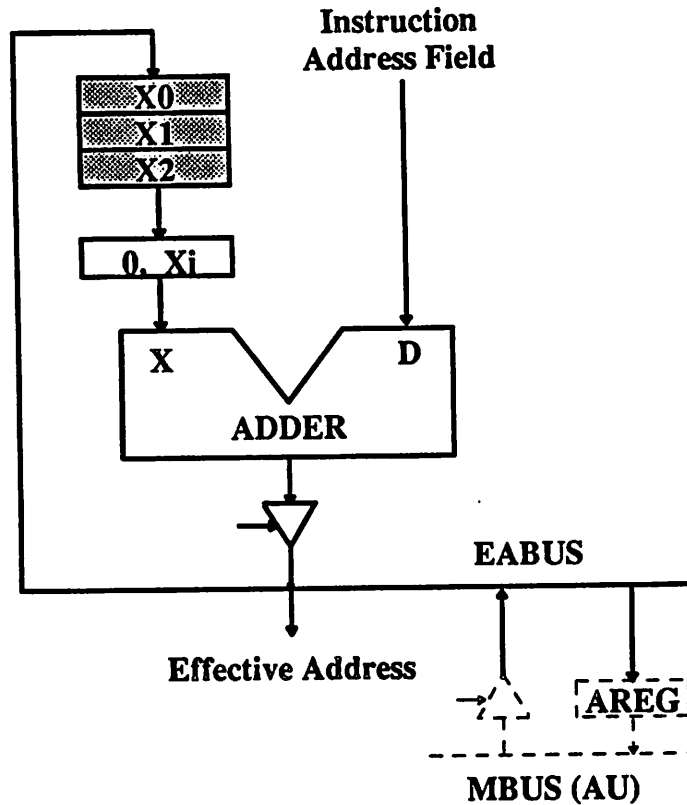 Instruction
Address Field
X0
X1
X2
0, Xi
X
D
ADDER
EABUS
Effective Address
AREG
MBUS (AU)